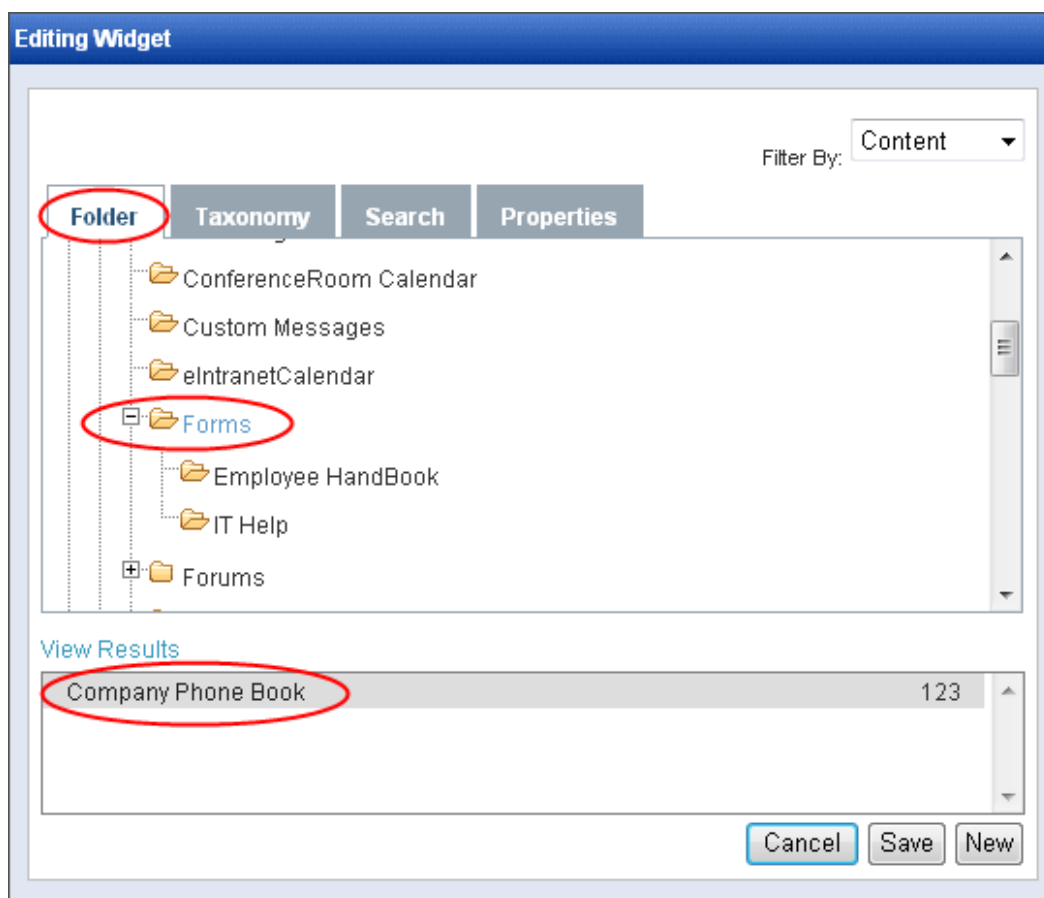 Editing Widget
Filter By: Content
Folder Taxonomy Search Properties
ConferenceRoom Calendar
Custom Messages
eIntranetCalendar
Forms
Employee HandBook
IT Help
Forums
View Results
Company Phone Book 123
Cancel Save New